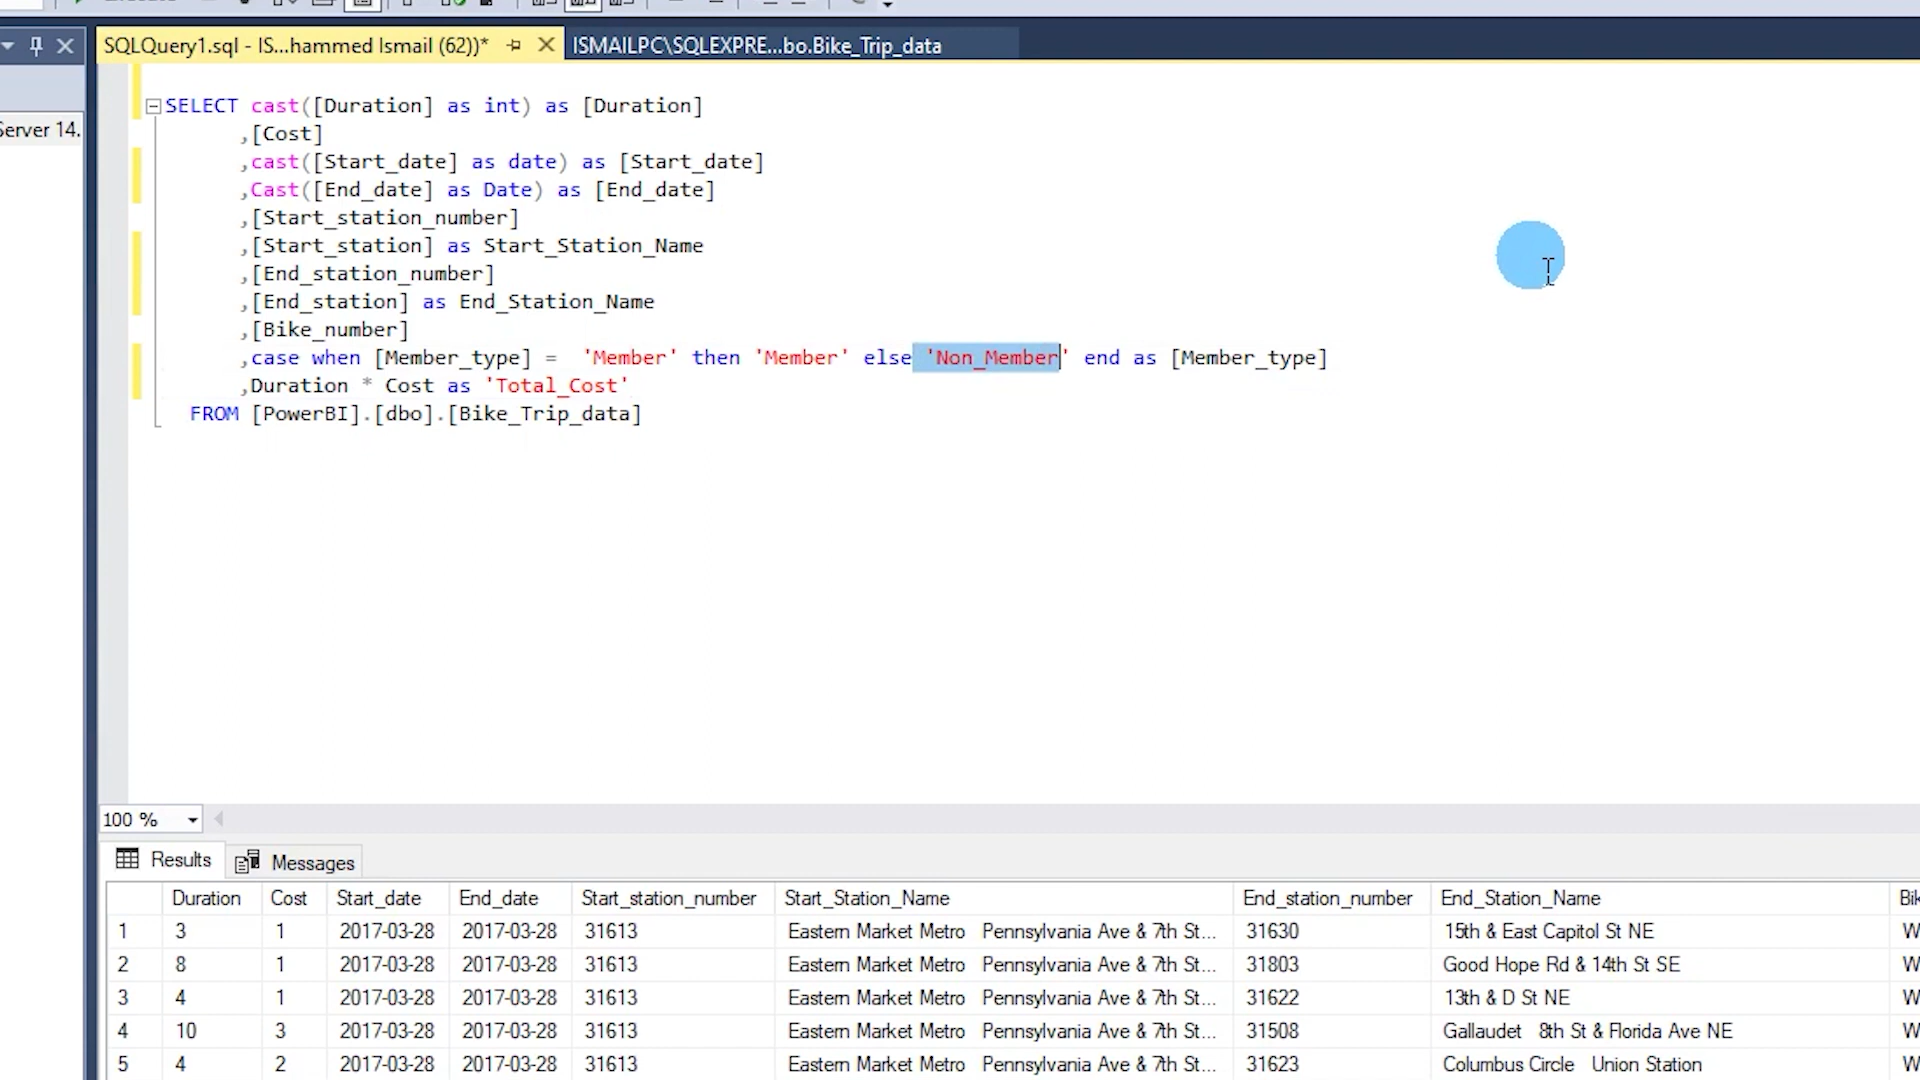 SQLQuery1.sql - IS...hammed Ismail (62))*
ISMAILPC\SQLEXPRE...bo.Bike_Trip_data
Server 14.
SELECT cast([Duration] as int) as [Duration]
,[Cost]
,cast([Start_date] as date) as [Start_date]
,Cast([End_date] as Date) as [End_date]
,[Start_station_number]
,[Start_station] as Start_Station_Name
,[End_station_number]
,[End_station] as End_Station_Name
,[Bike_number]
,case when [Member_type] =  'Member' then 'Member' else 'Non_Member' end as [Member_type]
,Duration * Cost as 'Total_Cost'
FROM [PowerBI].[dbo].[Bike_Trip_data]
100 %
Results Messages
Duration Cost Start_date End_date Start_station_number Start_Station_Name End_station_number End_Station_Name Bik
1 3 1 2017-03-28 2017-03-28 31613 Eastern Market Metro Pennsylvania Ave & 7th St... 31630 15th & East Capitol St NE W
2 8 1 2017-03-28 2017-03-28 31613 Eastern Market Metro Pennsylvania Ave & 7th St... 31803 Good Hope Rd & 14th St SE W
3 4 1 2017-03-28 2017-03-28 31613 Eastern Market Metro Pennsylvania Ave & 7th St... 31622 13th & D St NE W
4 10 3 2017-03-28 2017-03-28 31613 Eastern Market Metro Pennsylvania Ave & 7th St... 31508 Gallaudet 8th St & Florida Ave NE W
5 4 2 2017-03-28 2017-03-28 31613 Eastern Market Metro Pennsylvania Ave & 7th St... 31623 Columbus Circle Union Station W